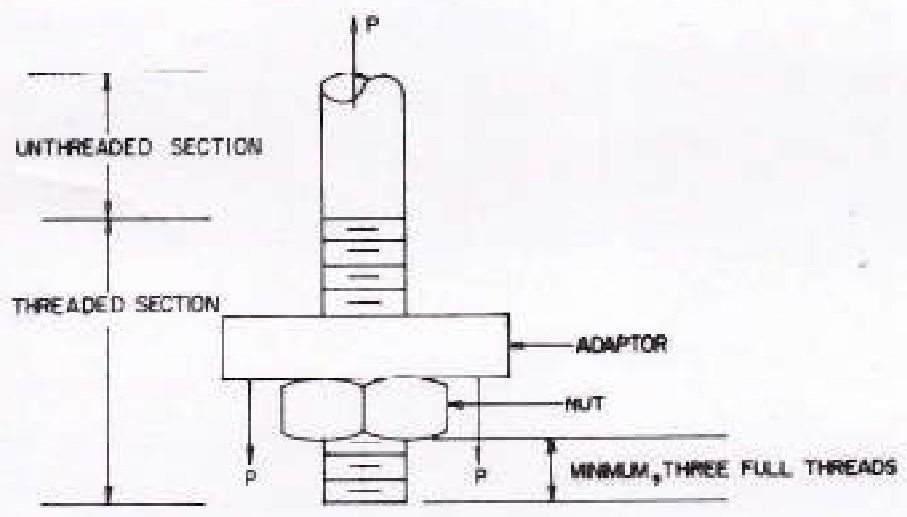 P
UNTHREADED SECTION
THREADED SECTION
ADAPTOR
NUT
P
P
MINIMUM, THREE FULL THREADS